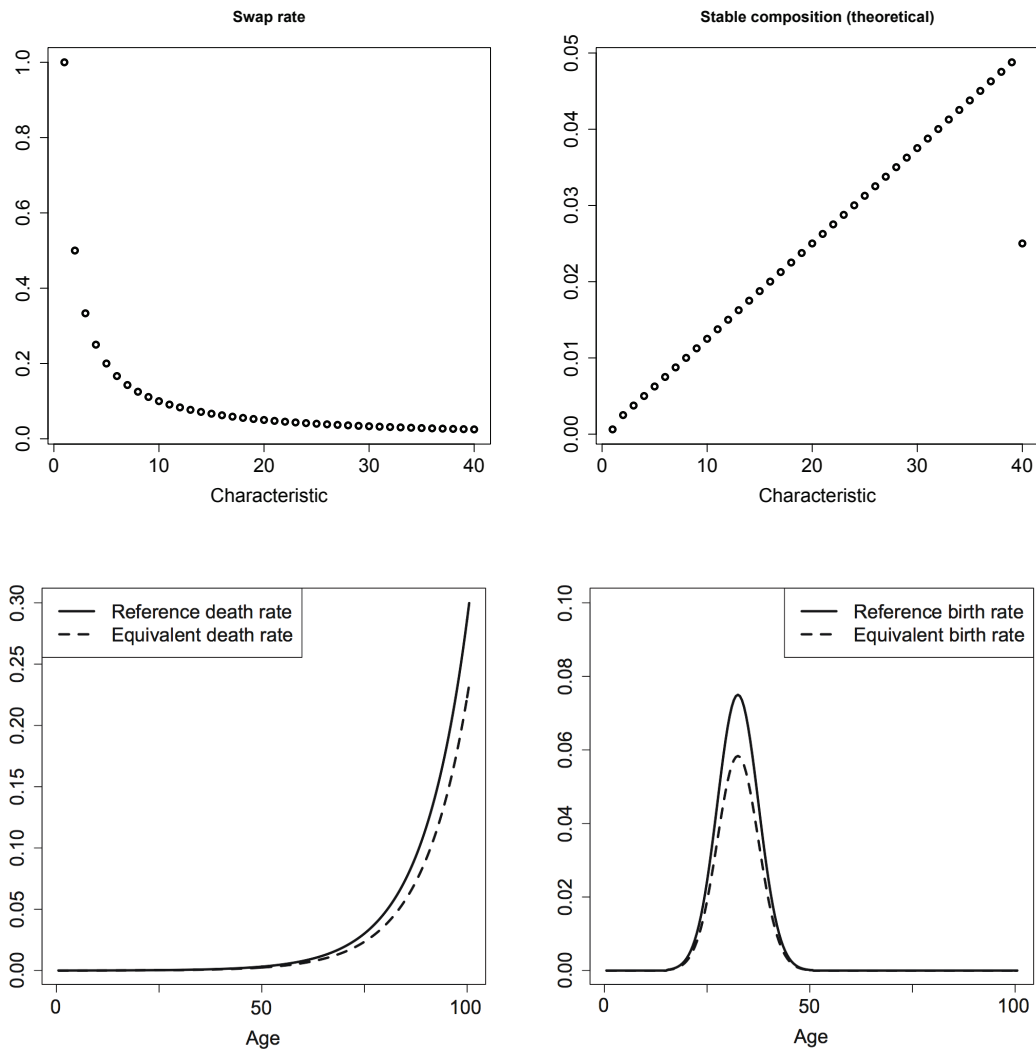 Swap rate
1.0
0.8
0.6
0.4
0.2
0.0
0 10 20 30 40
Characteristic
Stable composition (theoretical)
0.05
0.04
0.03
0.02
0.01
0.00
0 10 20 30 40
Characteristic
Reference death rate
Equivalent death rate
0.30
0.25
0.20
0.15
0.10
0.05
0.00
0 50 100
Age
Reference birth rate
Equivalent birth rate
0.10
0.08
0.06
0.04
0.02
0.00
0 50 100
Age